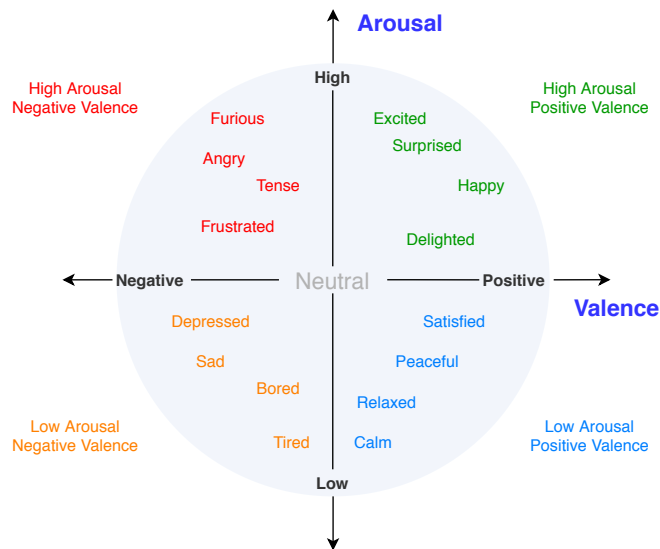 Arousal
High
High Arousal
Negative Valence
High Arousal
Positive Valence
Furious
Excited
Surprised
Angry
Tense
Happy
Frustrated
Delighted
Negative
Neutral
Positive
Valence
Depressed
Satisfied
Sad
Peaceful
Bored
Relaxed
Low Arousal
Negative Valence
Low Arousal
Positive Valence
Tired
Calm
Low